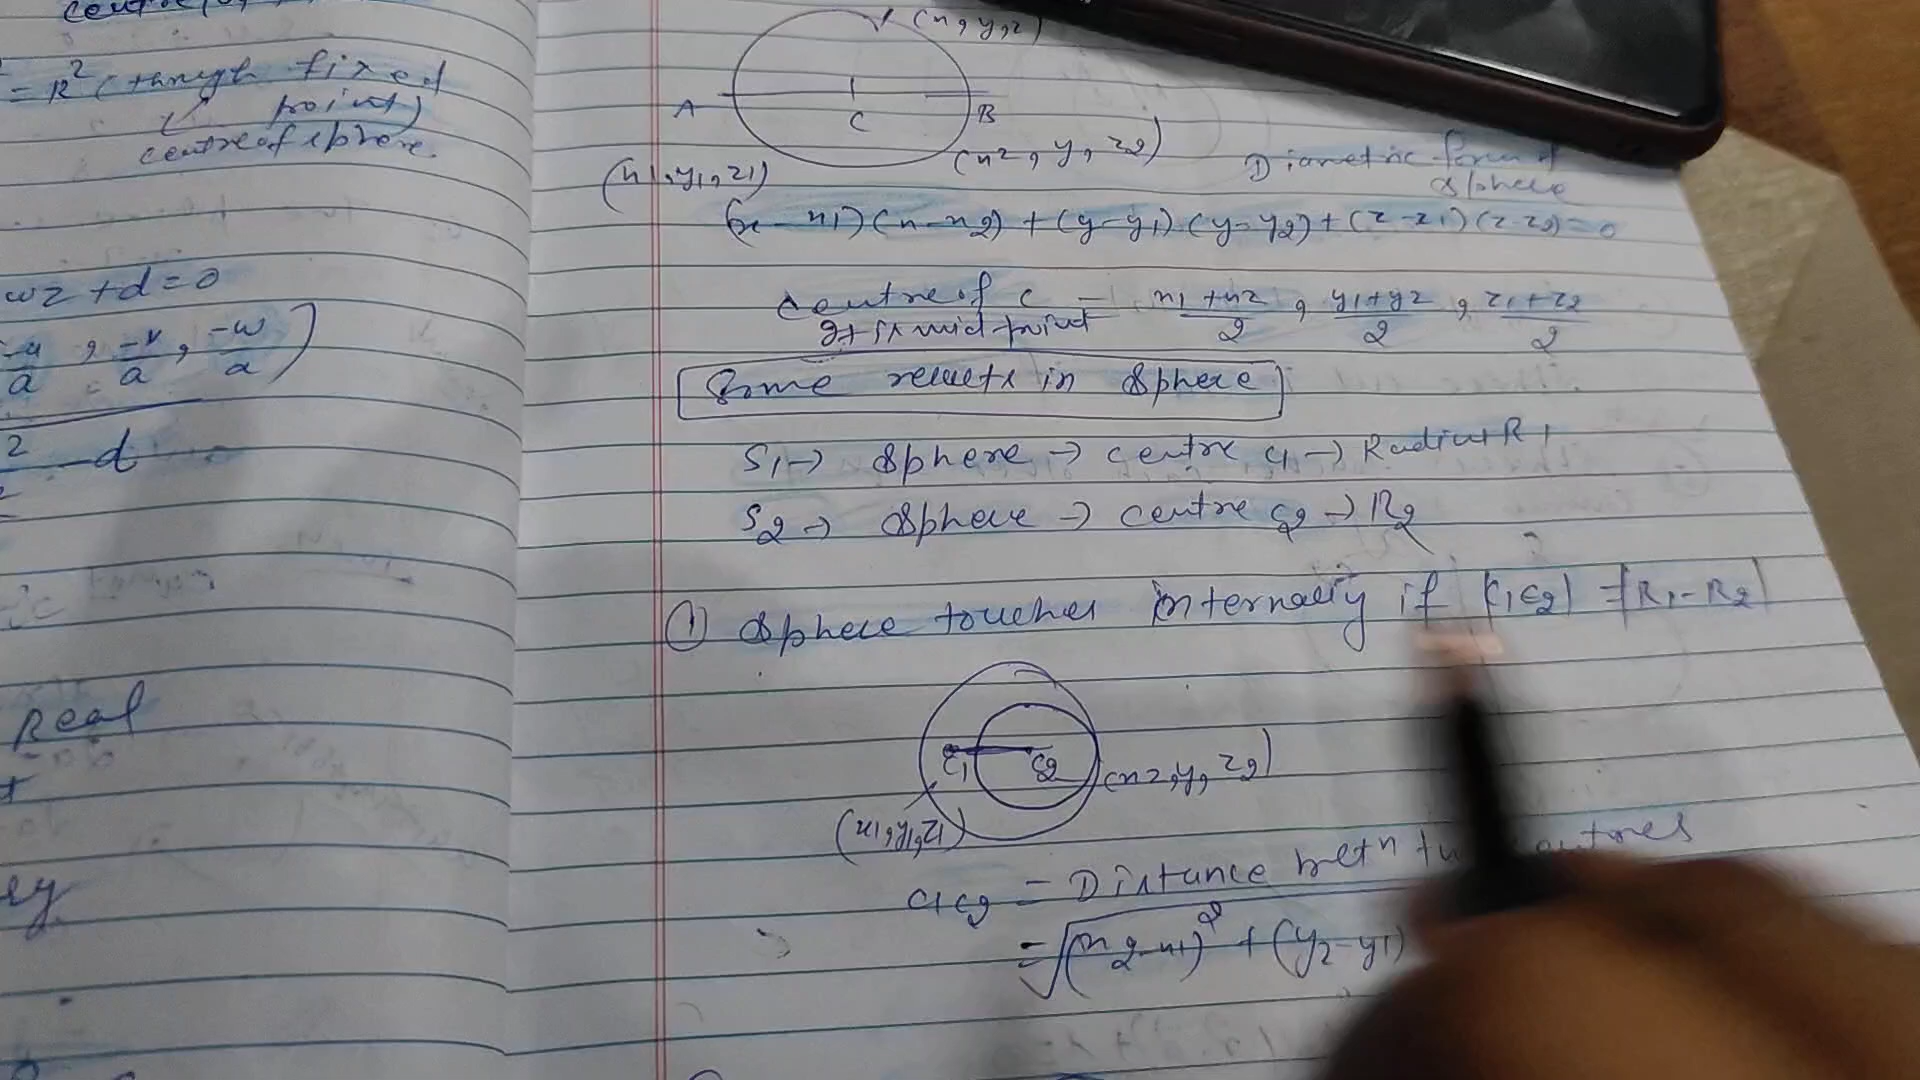 centre
= R² (through fixed
point)
centre of sphere.
wz + d = 0
-u/a , -v/a , -w/a )
2 - d
Real
(x, y, z)
A
C
B
(x1, y1, z1)
(x2, y, z2)
Diametric form of
sphere
(x - x1) (x - x2) + (y - y1) (y - y2) + (z - z1) (z - z2) = 0
centre of C - x1 + x2 / 2 , y1 + y2 / 2 , z1 + z2 / 2
It is mid point
Some results in sphere
S1 → sphere → centre C1 → Radius R1
S2 → sphere → centre C2 → R2
① sphere touches internally if |C1C2| = |R1 - R2|
C1
C2
(x2, y, z2)
(x1, y1, z1)
C1C2 = Distance betⁿ
= √(x2 - x1)² + (y2 - y1)